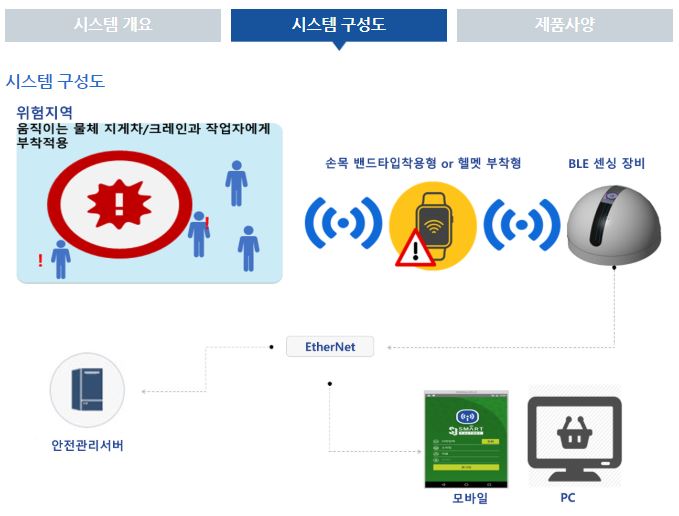 시스템 개요
시스템 구성도
제품사양
시스템 구성도
위험지역
움직이는 물체 지게차/크레인과 작업자에게
부착적용
손목 밴드타입착용형 or 헬멧 부착형
BLE 센싱 장비
!
!
!
!
EtherNet
안전관리서버
SMART
FACTORY
모바일
PC